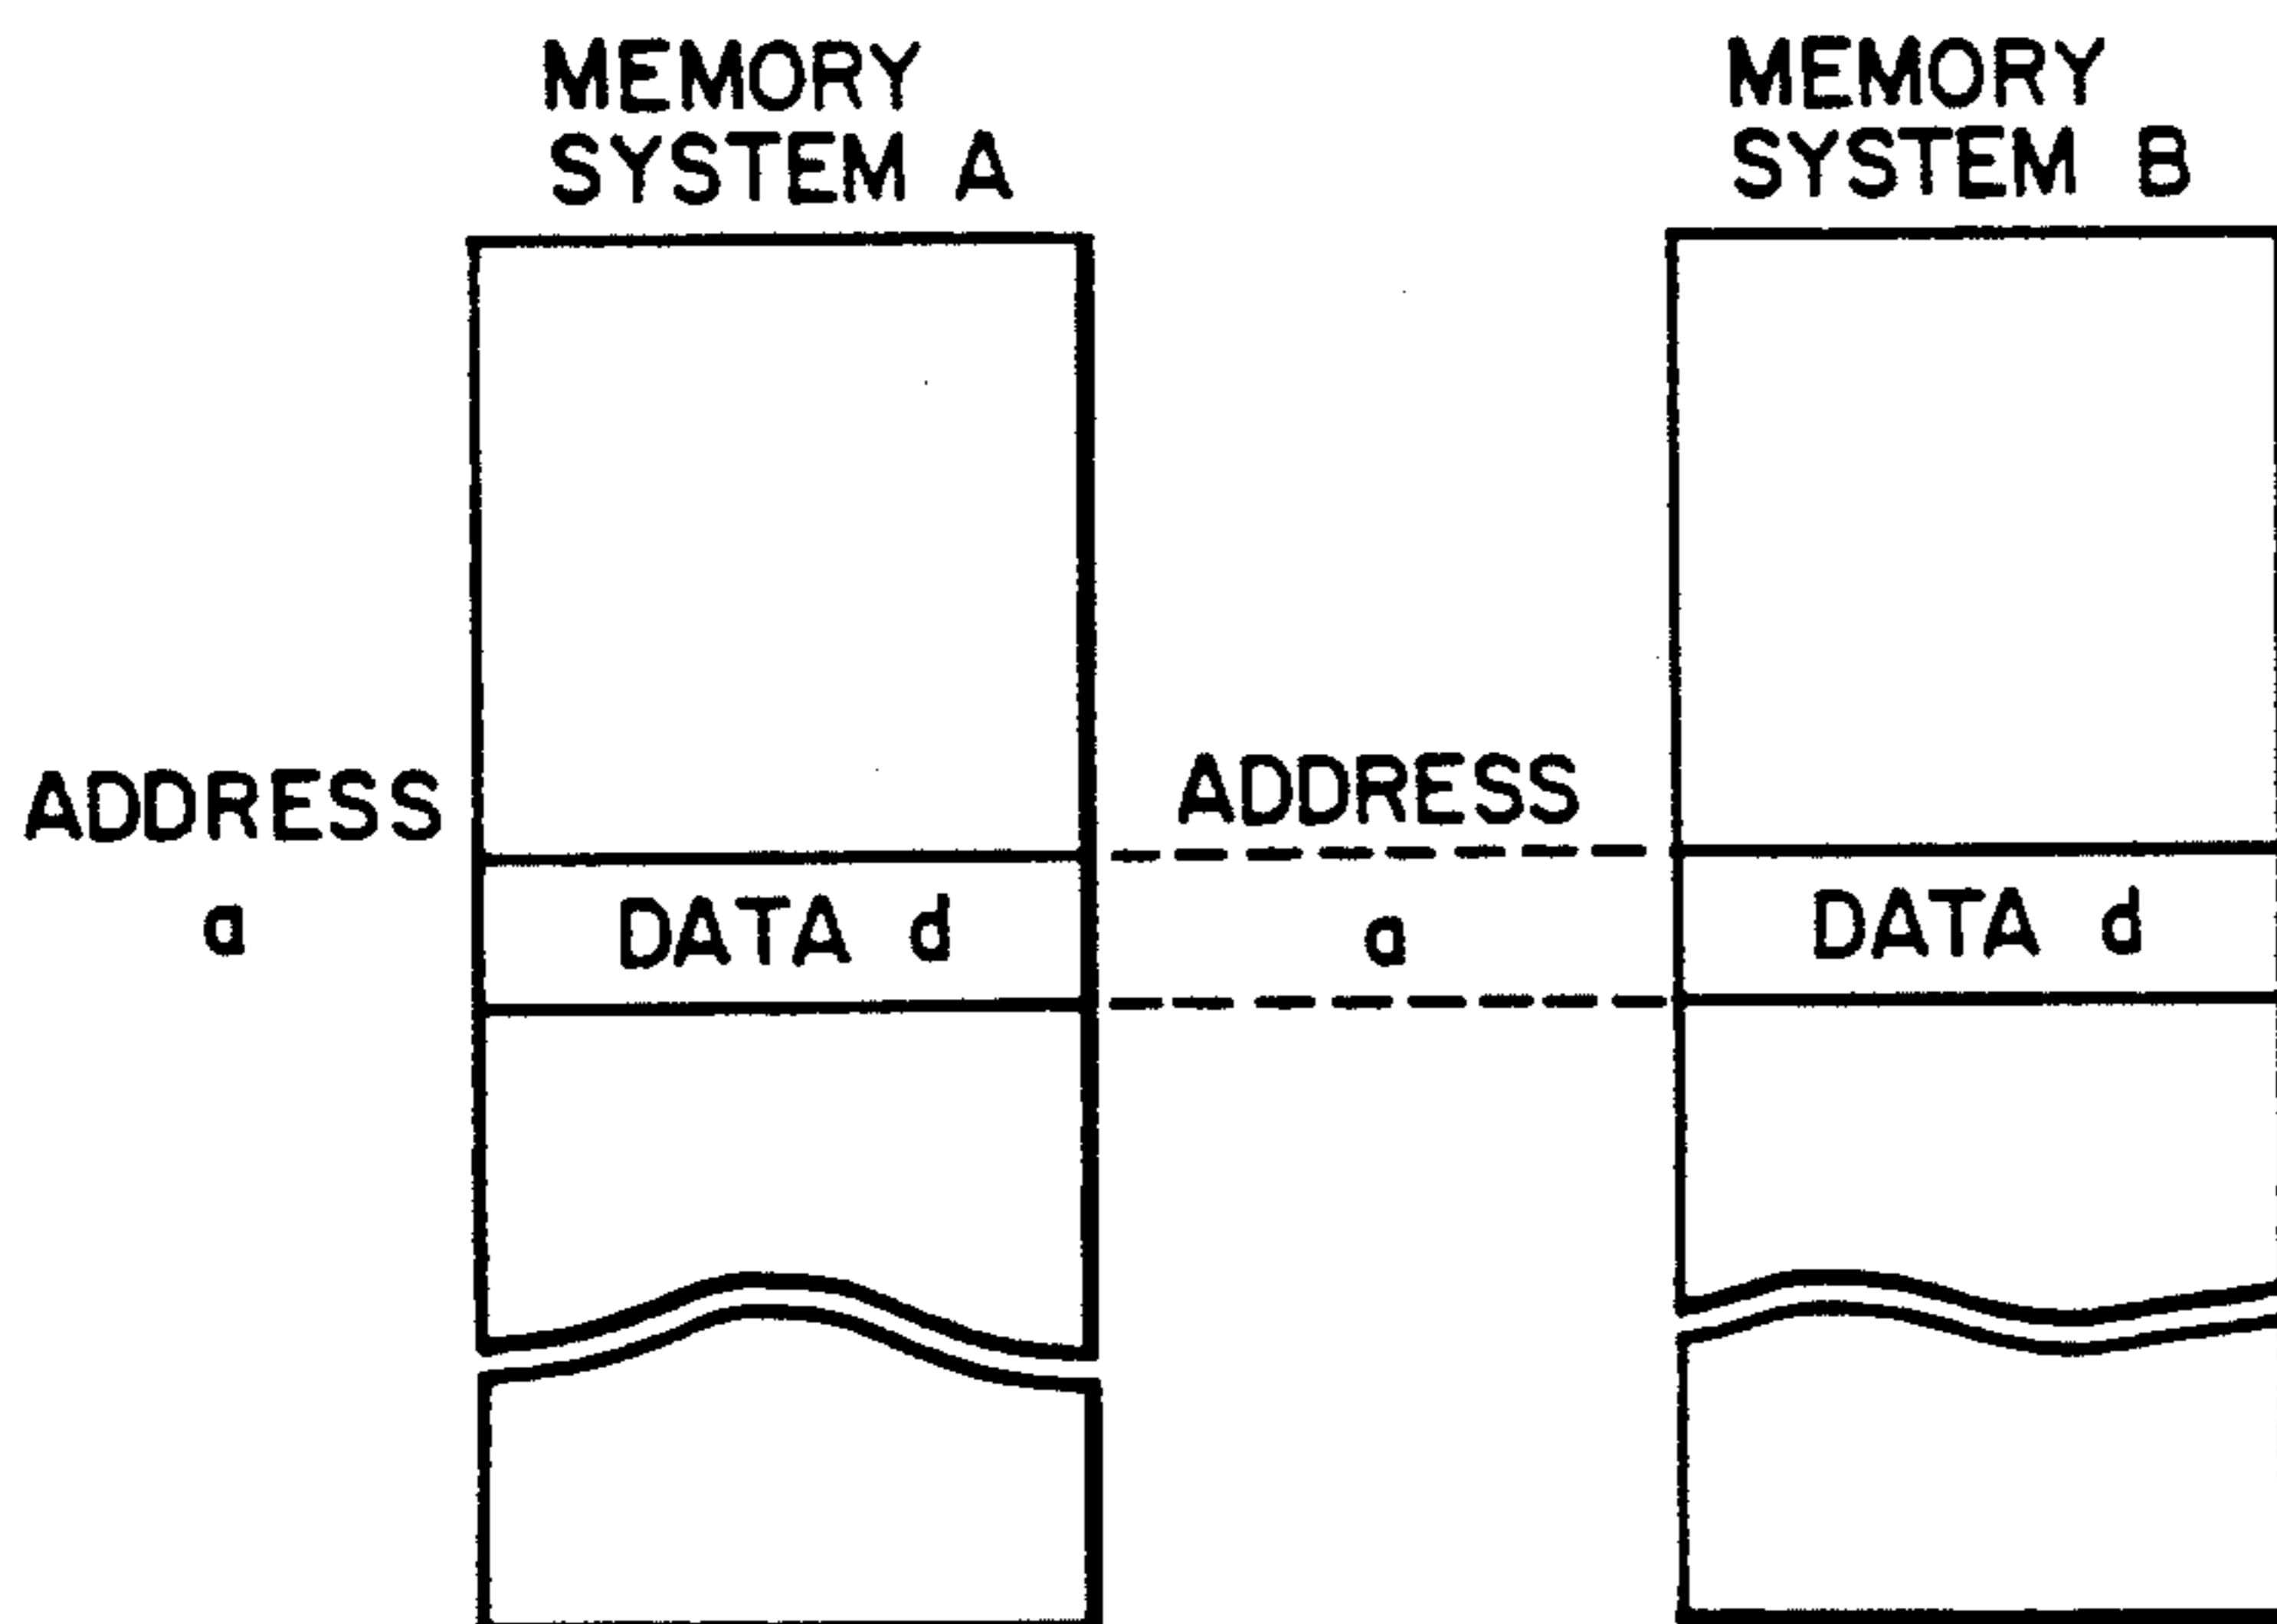 MEMORY
SYSTEM A
MEMORY
SYSTEM B
ADDRESS
a
DATA d
ADDRESS
a
DATA d